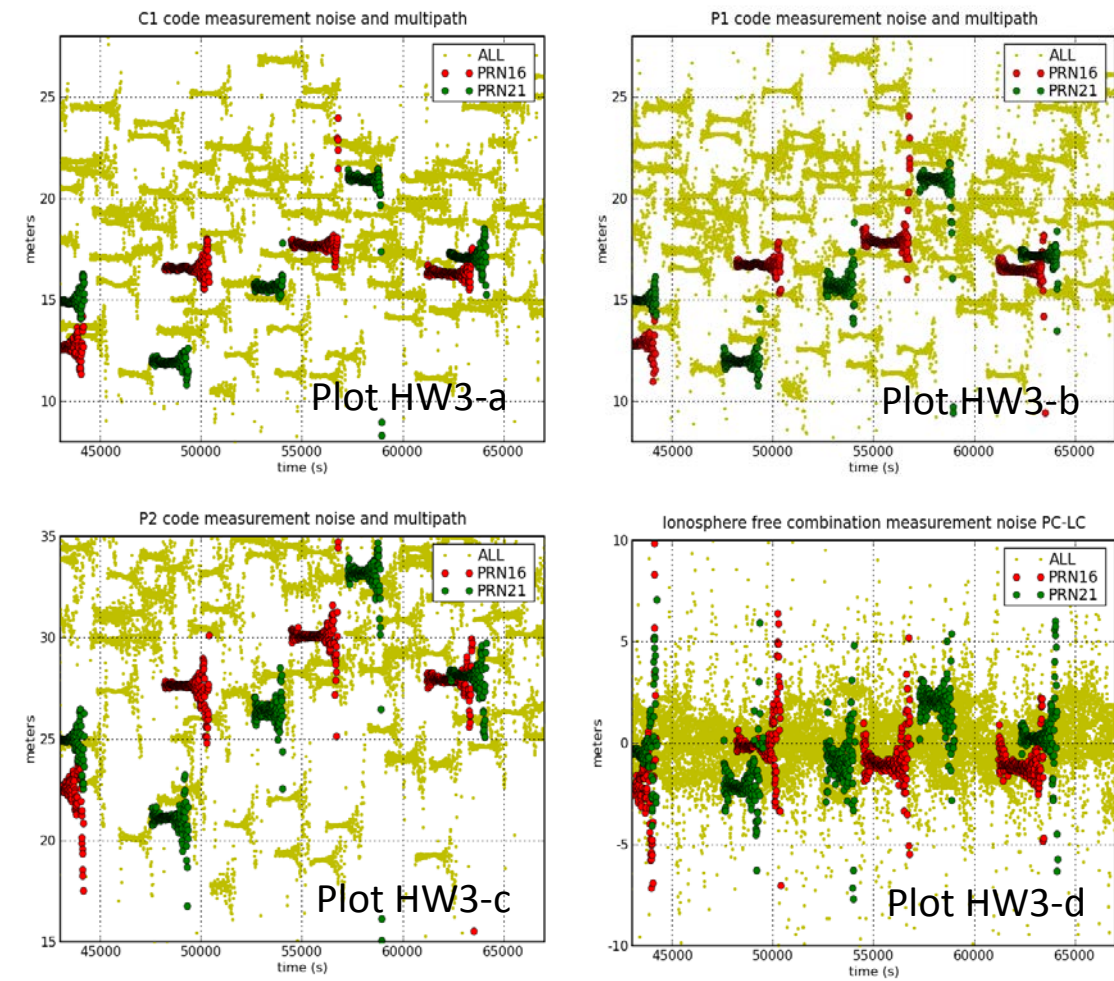 C1 code measurement noise and multipath
ALL
PRN16
PRN21
25
20
15
10
meters
45000 50000 55000 60000 65000
time (s)
Plot HW3-a
P1 code measurement noise and multipath
ALL
PRN16
PRN21
25
20
15
10
meters
45000 50000 55000 60000 65000
time (s)
Plot HW3-b
P2 code measurement noise and multipath
ALL
PRN16
PRN21
35
30
25
20
15
meters
45000 50000 55000 60000 65000
time (s)
Plot HW3-c
Ionosphere free combination measurement noise PC-LC
ALL
PRN16
PRN21
10
5
0
-5
-10
meters
45000 50000 55000 60000 65000
time (s)
Plot HW3-d